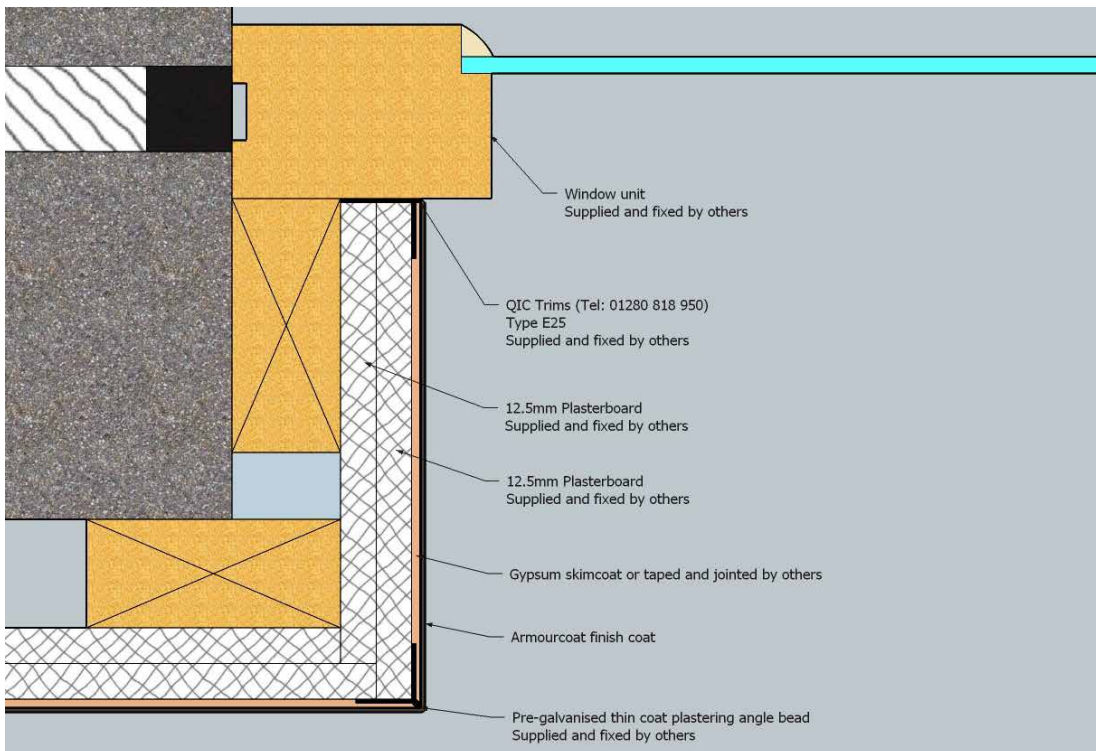 Window unit
Supplied and fixed by others
QIC Trims (Tel: 01280 818 950)
Type E25
Supplied and fixed by others
12.5mm Plasterboard
Supplied and fixed by others
12.5mm Plasterboard
Supplied and fixed by others
Gypsum skimcoat or taped and jointed by others
Armourcoat finish coat
Pre-galvanised thin coat plastering angle bead
Supplied and fixed by others